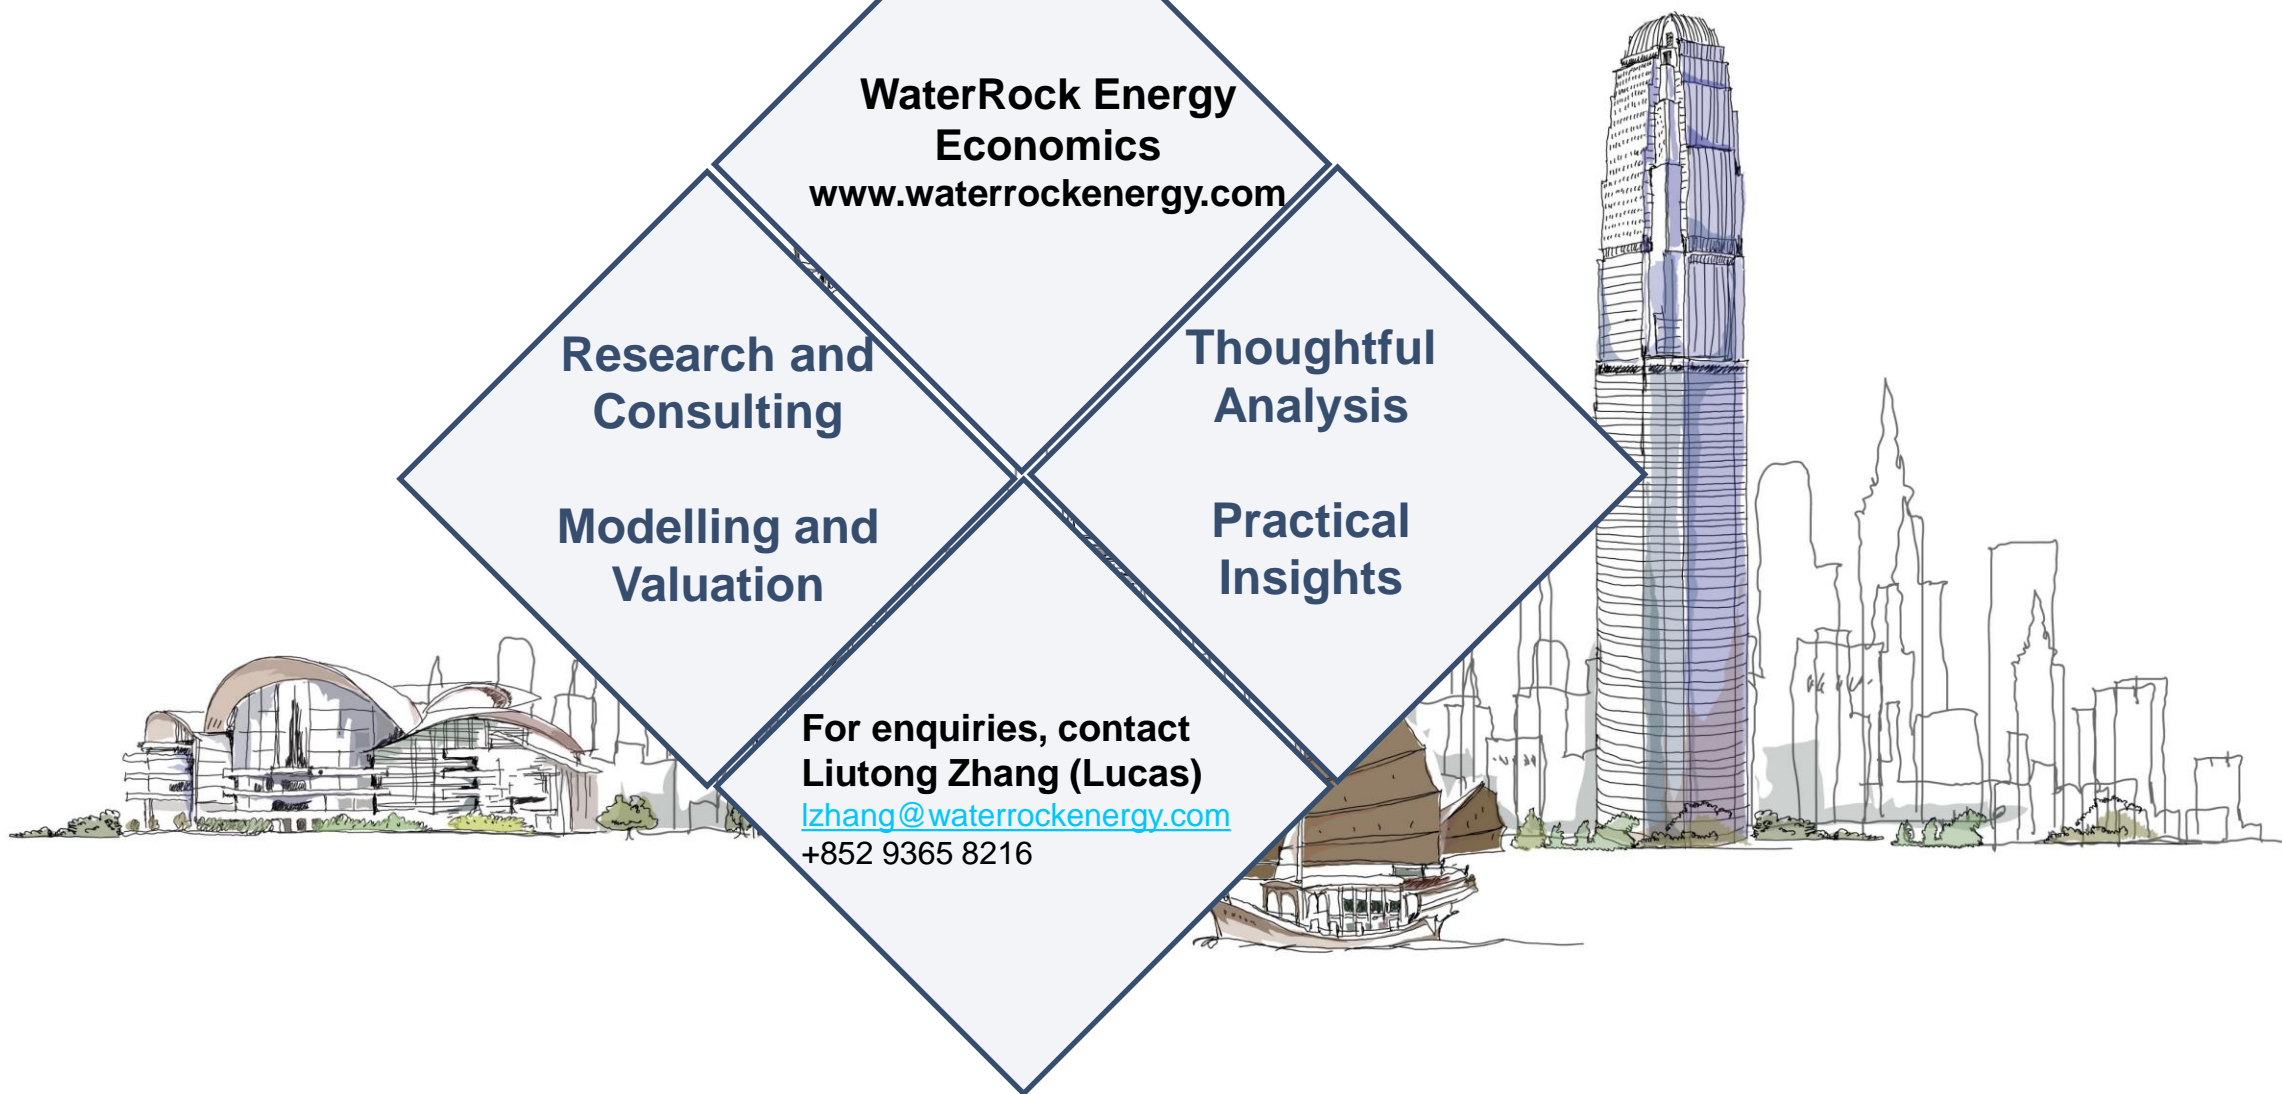 WaterRock Energy
Economics
www.waterrockenergy.com
Research and
Consulting
Modelling and
Valuation
Thoughtful
Analysis
Practical
Insights
For enquiries, contact
Liutong Zhang (Lucas)
lzhang@waterrockenergy.com
+852 9365 8216